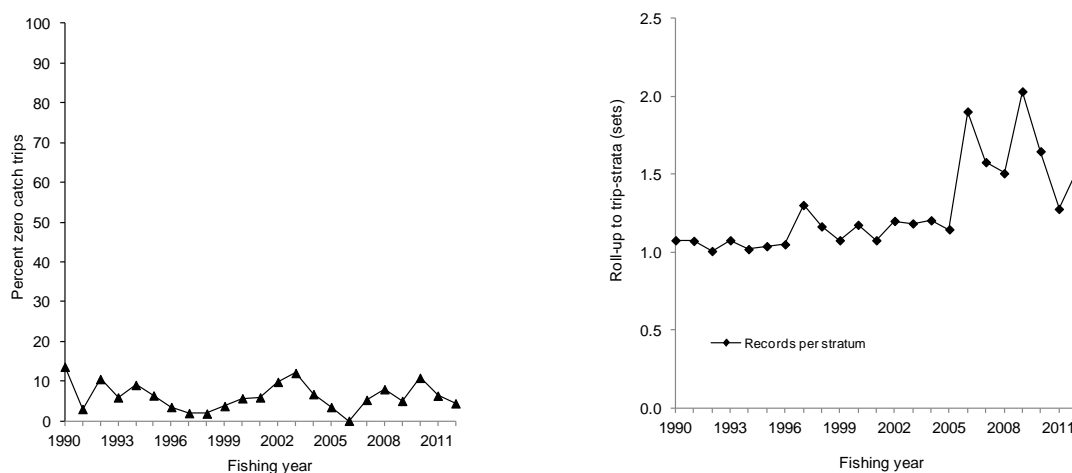 Percent zero catch trips
100
90
80
70
60
50
40
30
20
10
0
1990 1993 1996 1999 2002 2005 2008 2011
Fishing year
Roll-up to trip-strata (sets)
2.5
2.0
1.5
1.0
0.5
0.0
Records per stratum
1990 1993 1996 1999 2002 2005 2008 2011
Fishing year